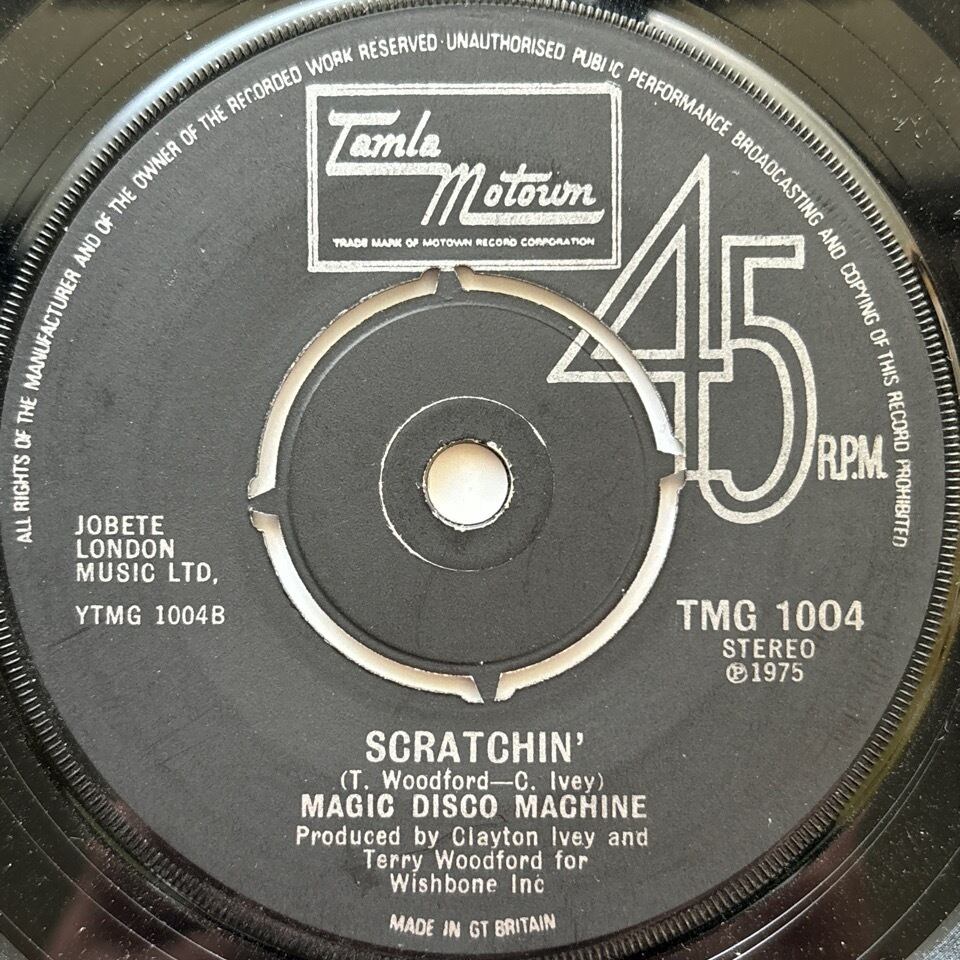 ALL RIGHTS OF THE MANUFACTURER AND OF THE OWNER OF THE RECORDED WORK RESERVED · UNAUTHORISED PUBLIC PERFORMANCE BROADCASTING AND COPYING OF THIS RECORD PROHIBITED
Tamla
Motown
TRADE MARK OF MOTOWN RECORD CORPORATION
45
R.P.M.
JOBETE
LONDON
MUSIC LTD,
YTMG 1004B
TMG 1004
STEREO
℗1975
SCRATCHIN'
(T. Woodford—C. Ivey)
MAGIC DISCO MACHINE
Produced by Clayton Ivey and
Terry Woodford for
Wishbone Inc
MADE IN GT BRITAIN